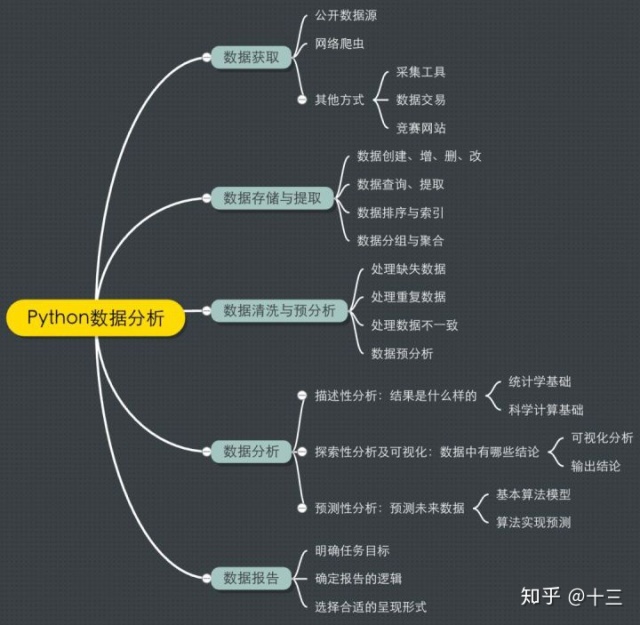 公开数据源
数据获取
网络爬虫
采集工具
其他方式
数据交易
竞赛网站
数据创建、增、删、改
数据存储与提取
数据查询、提取
数据排序与索引
数据分组与聚合
处理缺失数据
Python数据分析
数据清洗与预分析
处理重复数据
处理数据不一致
数据预分析
描述性分析：结果是什么样的
统计学基础
科学计算基础
数据分析
探索性分析及可视化：数据中有哪些结论
可视化分析
输出结论
预测性分析：预测未来数据
基本算法模型
算法实现预测
明确任务目标
数据报告
确定报告的逻辑
选择合适的呈现形式
知乎 @十三